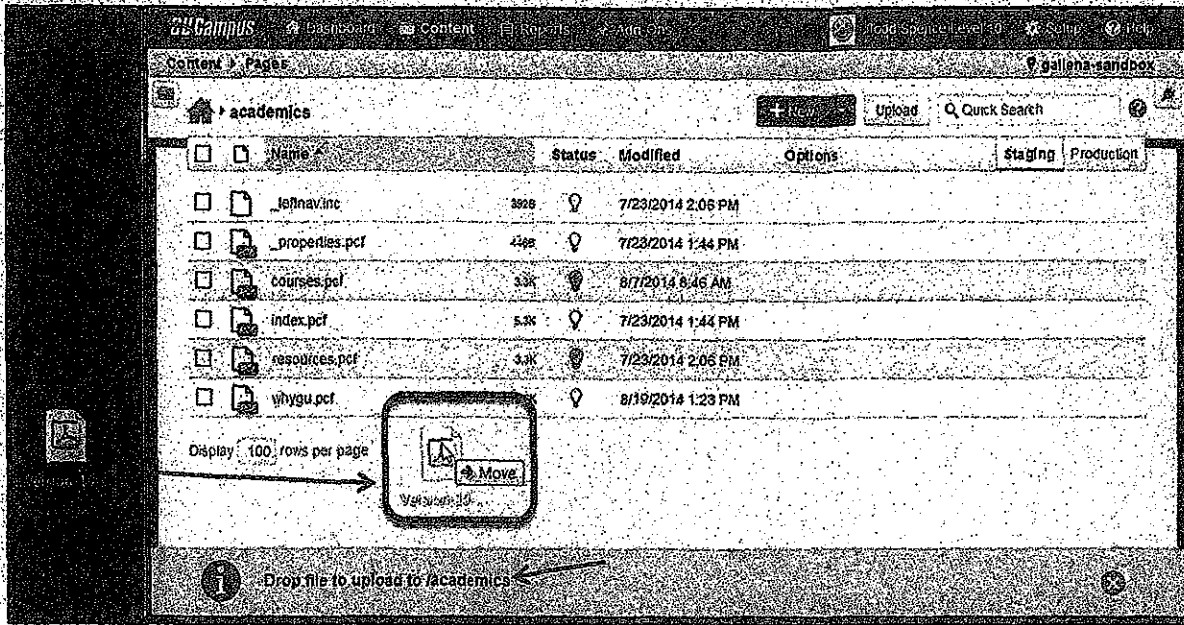 OU Campus Dashboard Content Reports Add-Ons Setup Help
Content Pages gallena-sandbox
academics + New Upload Quick Search
Name Status Modified Options Staging Production
_leftnav.inc 392B 7/23/2014 2:06 PM
_properties.pcf 7/23/2014 1:44 PM
courses.pcf 3.3K 8/7/2014 8:46 AM
index.pcf 5.3K 7/23/2014 1:44 PM
resources.pcf 3.3K 7/23/2014 2:06 PM
whygu.pcf 8/19/2014 1:23 PM
Display 100 rows per page
Move
Drop file to upload to /academics